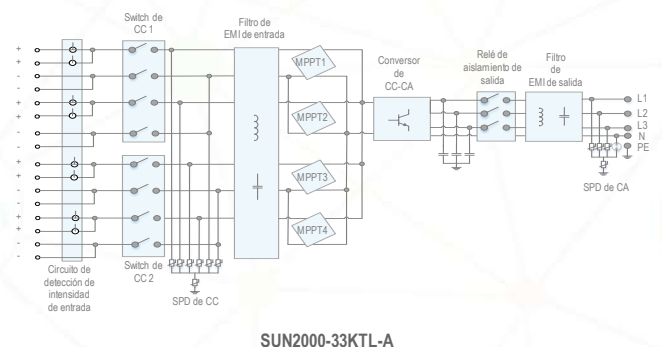 Switch de
CC 1
Filtro de
EMI de entrada
Conversor
de
CC-CA
Relé de
aislamiento de
salida
Filtro
de
EMI de salida
+
+
-
-
+
+
-
-
+
+
-
-
+
+
-
-
MPPT1
MPPT2
MPPT3
MPPT4
L1
L2
L3
N
PE
SPD de CA
Circuito de
detección de
intensidad
de entrada
Switch de
CC 2
SPD de CC
SUN2000-33KTL-A